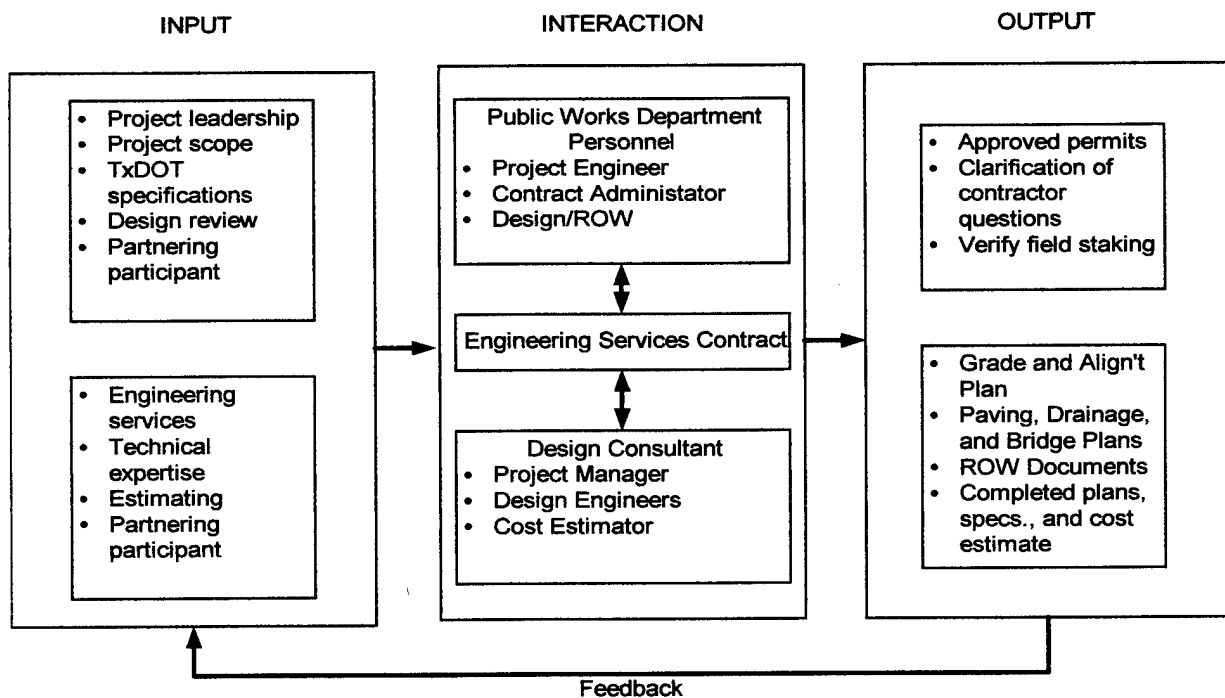 INPUT
INTERACTION
OUTPUT
• Project leadership
• Project scope
• TxDOT
specifications
• Design review
• Partnering
participant
• Engineering
services
• Technical
expertise
• Estimating
• Partnering
participant
Public Works Department
Personnel
• Project Engineer
• Contract Administator
• Design/ROW
Engineering Services Contract
Design Consultant
• Project Manager
• Design Engineers
• Cost Estimator
• Approved permits
• Clarification of
contractor
questions
• Verify field staking
• Grade and Align't
Plan
• Paving, Drainage,
and Bridge Plans
• ROW Documents
• Completed plans,
specs., and cost
estimate
Feedback